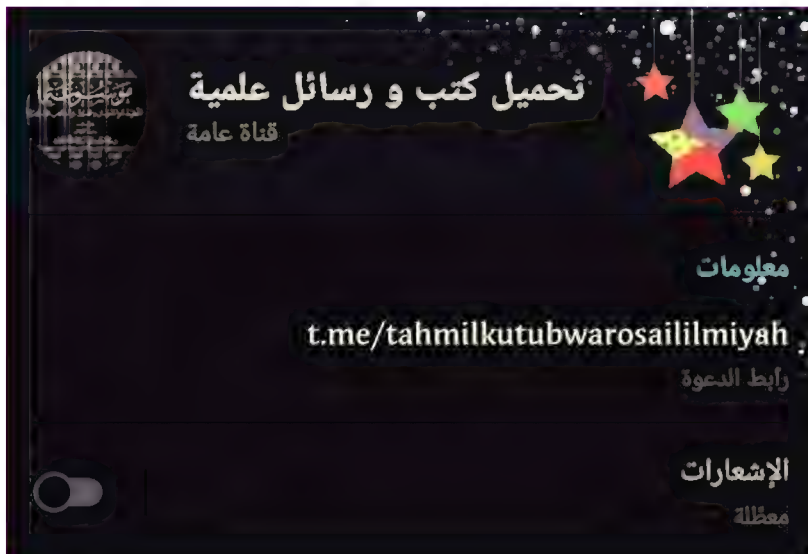 تحميل كتب و رسائل علمية
قناة عامة
معلومات
t.me/tahmilkutubwarosaililmiyah
رابط الدعوة
الإشعارات
معطلة